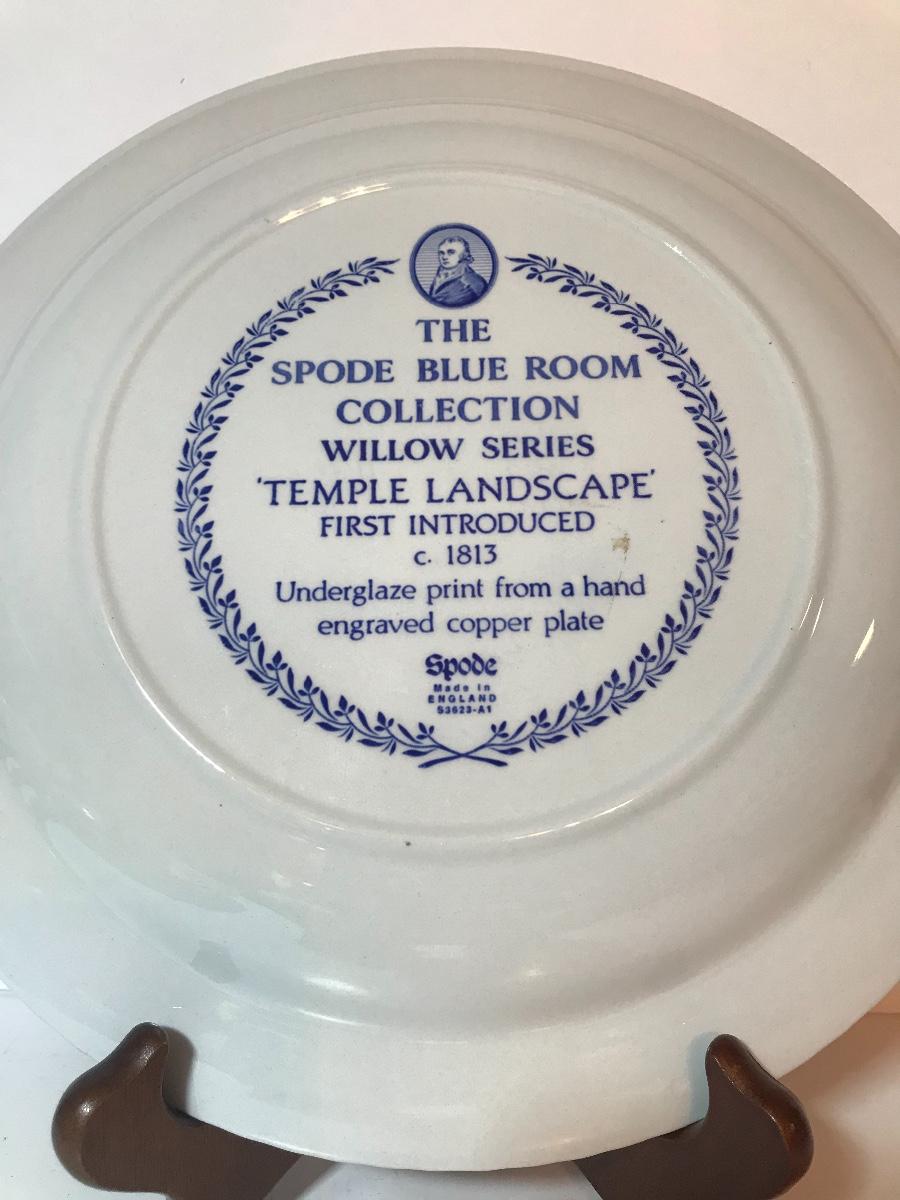 THE
SPODE BLUE ROOM
COLLECTION
WILLOW SERIES
'TEMPLE LANDSCAPE'
FIRST INTRODUCED
c. 1813
Underglaze print from a hand
engraved copper plate
Spode
Made in
ENGLAND
S3623-A1